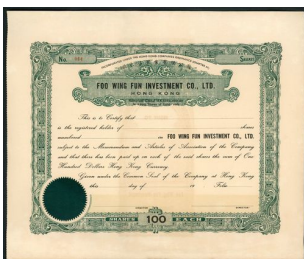 No. Shares
FOO WING FUN INVESTMENT CO., LTD.
HONG KONG
This is to Certify that
is the registered holder of shares
numbered in FOO WING FUN INVESTMENT CO., LTD.
subject to the Memorandum and Articles of Association of the Company
and that there has been paid up on each of the said shares the sum of One
Hundred Dollars Hong Kong Currency.
Given under the Common Seal of the Company at Hong Kong
this day of 19
SHARES 100 EACH